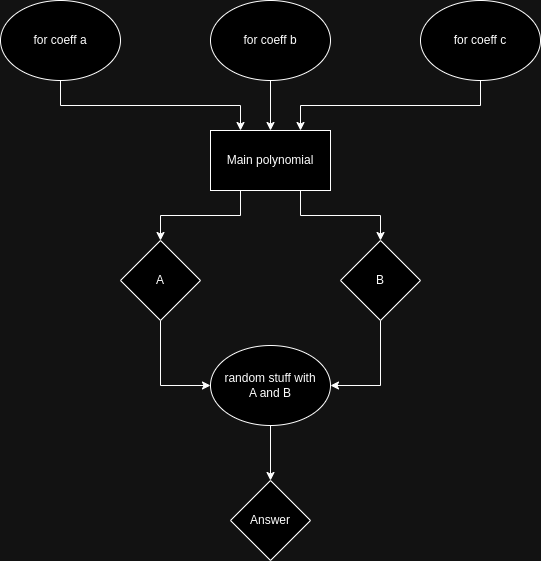 for coeff a
for coeff b
for coeff c
Main polynomial
A
B
random stuff with
A and B
Answer